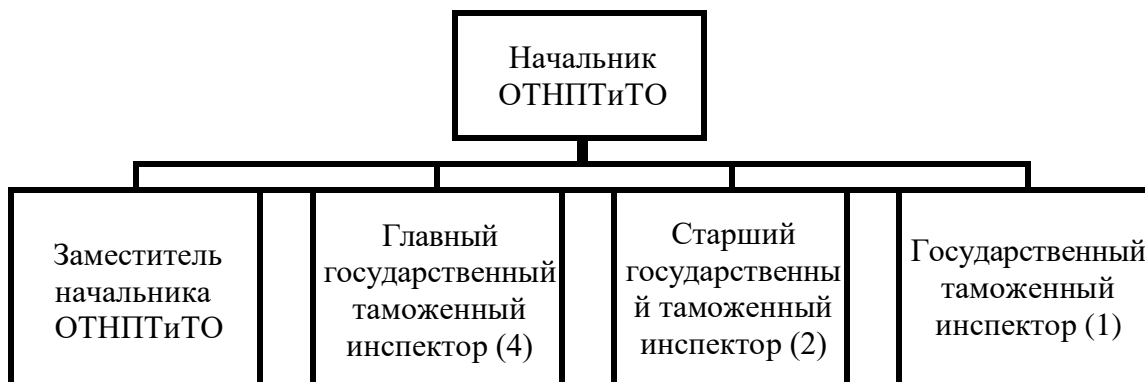 Начальник
ОТНПТиТО
Заместитель
начальника
ОТНПТиТО
Главный
государственный
таможенный
инспектор (4)
Старший
государственны
й таможенный
инспектор (2)
Государственный
таможенный
инспектор (1)